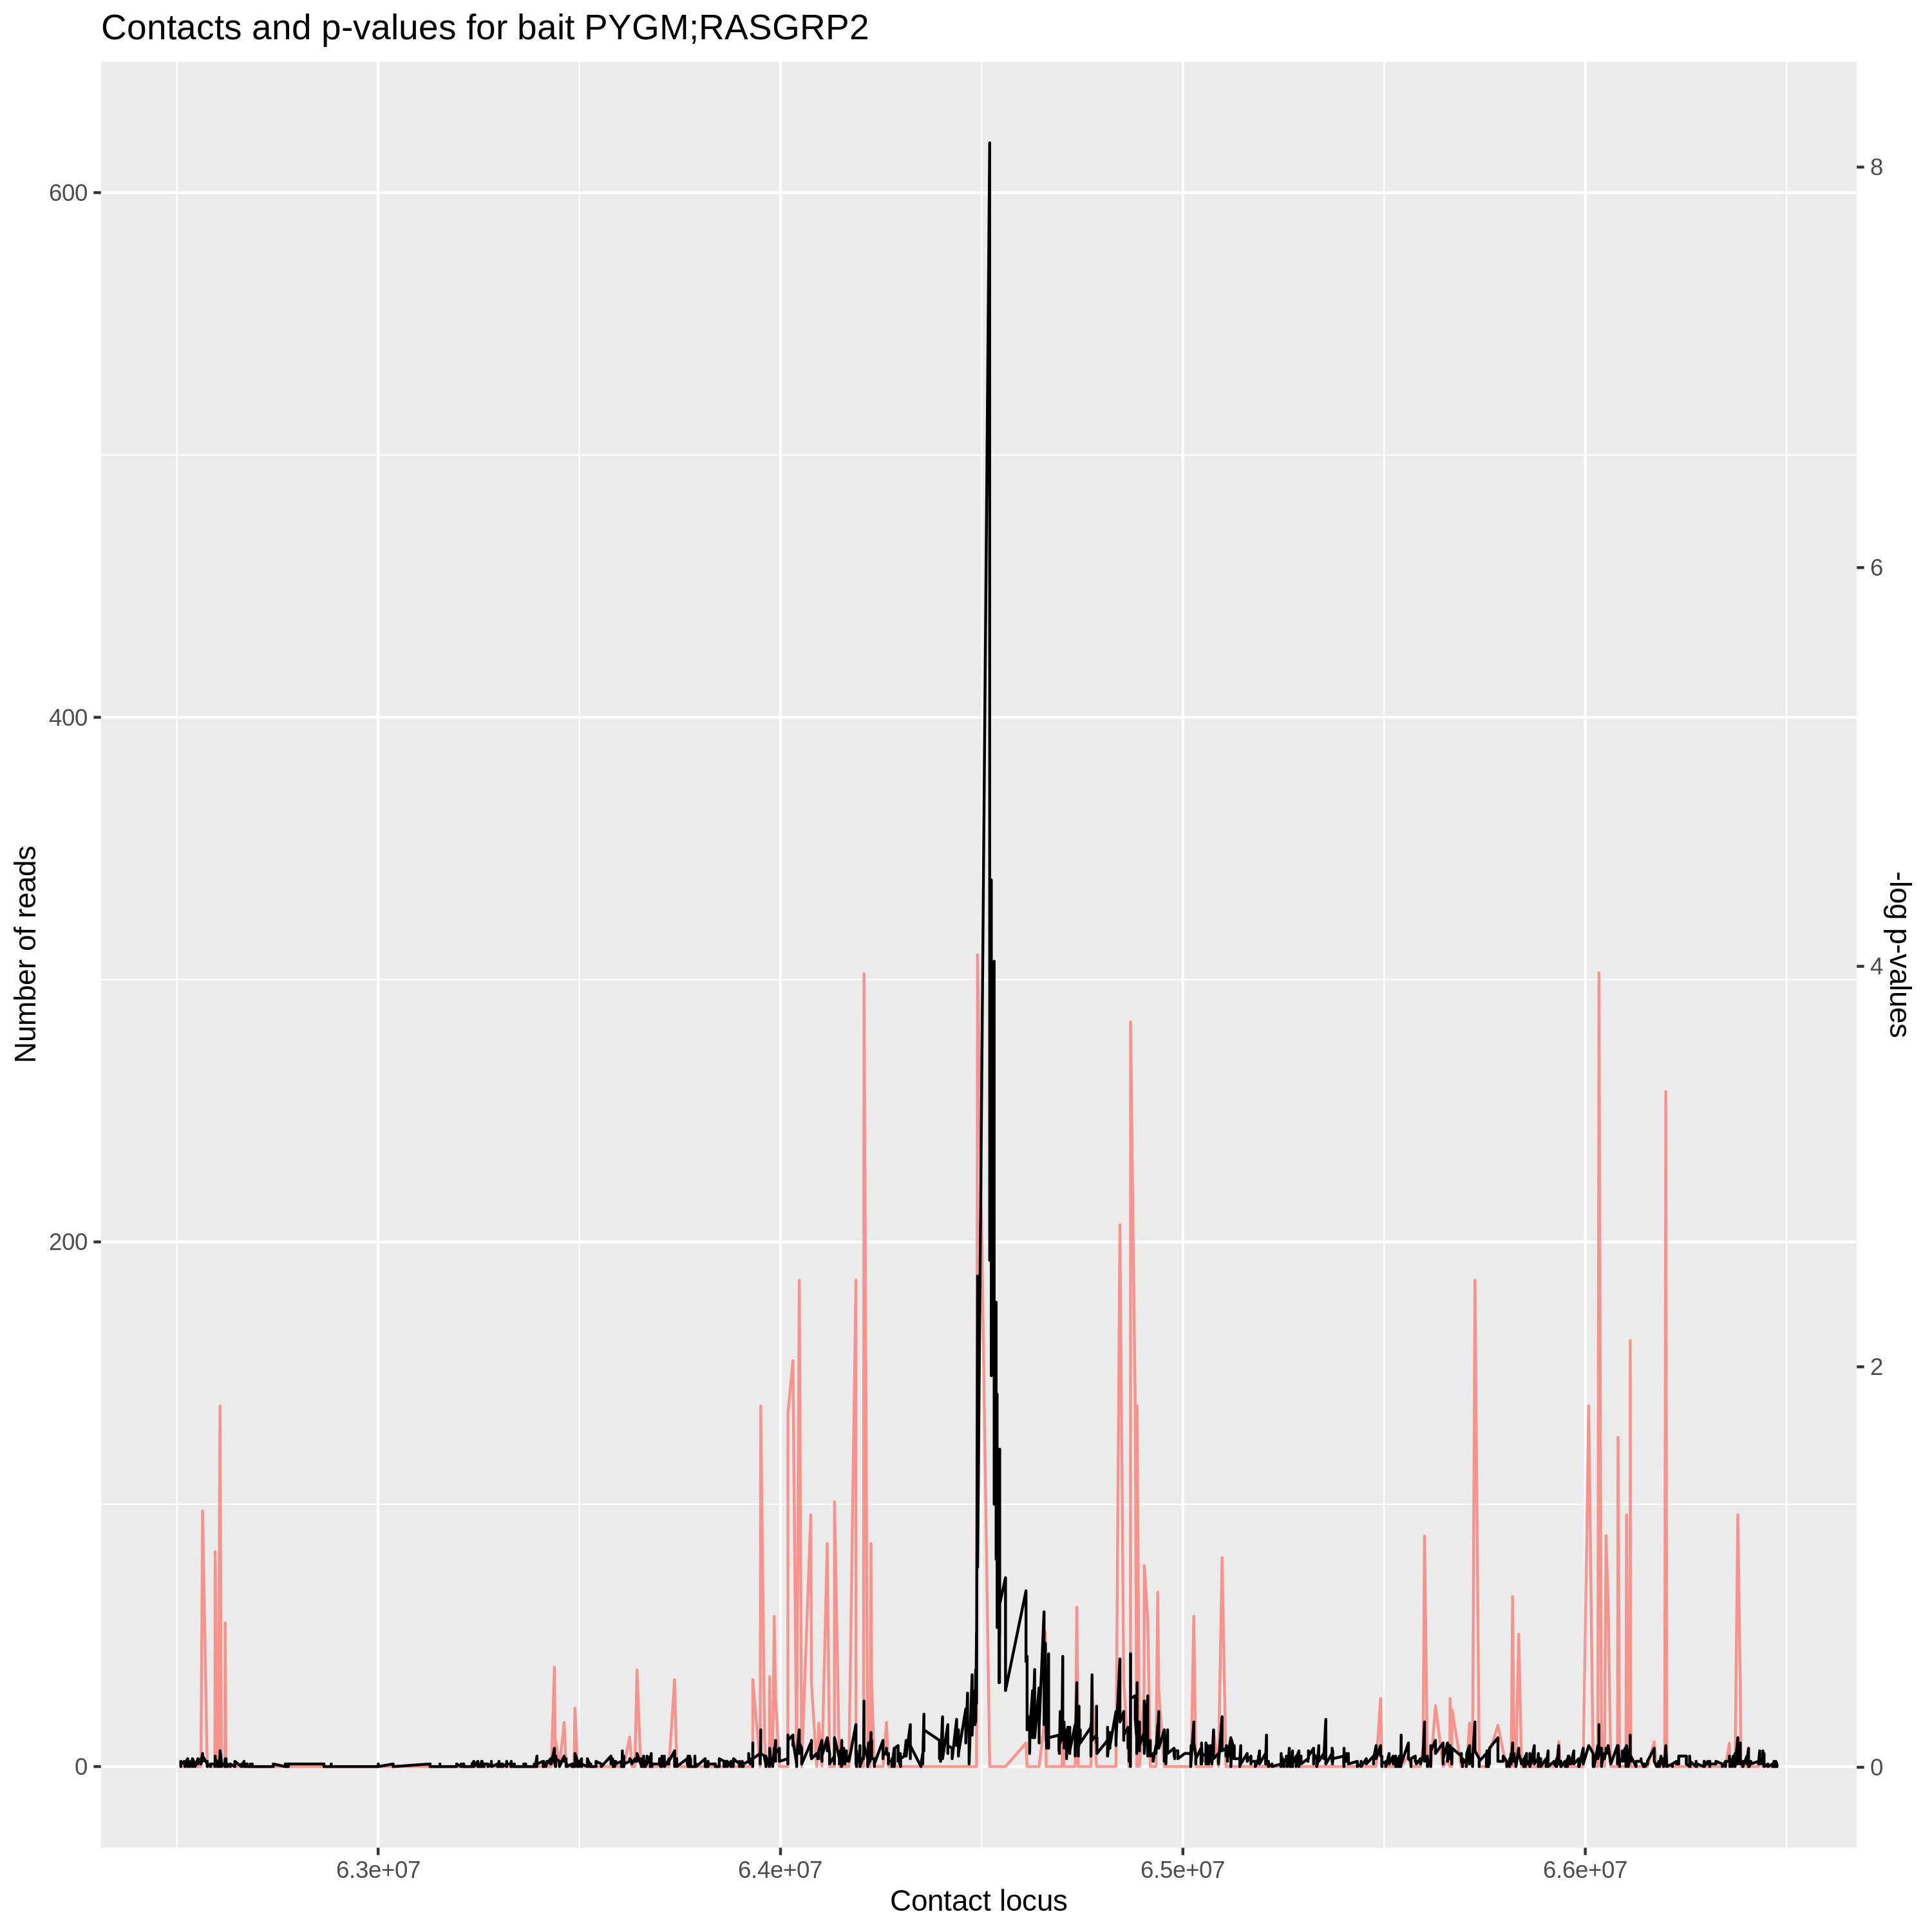 Contacts and p-values for bait PYGM;RASGRP2
600
400
200
0
Number of reads
8
6
4
2
0
-log p-values
6.3e+07
6.4e+07
6.5e+07
6.6e+07
Contact locus